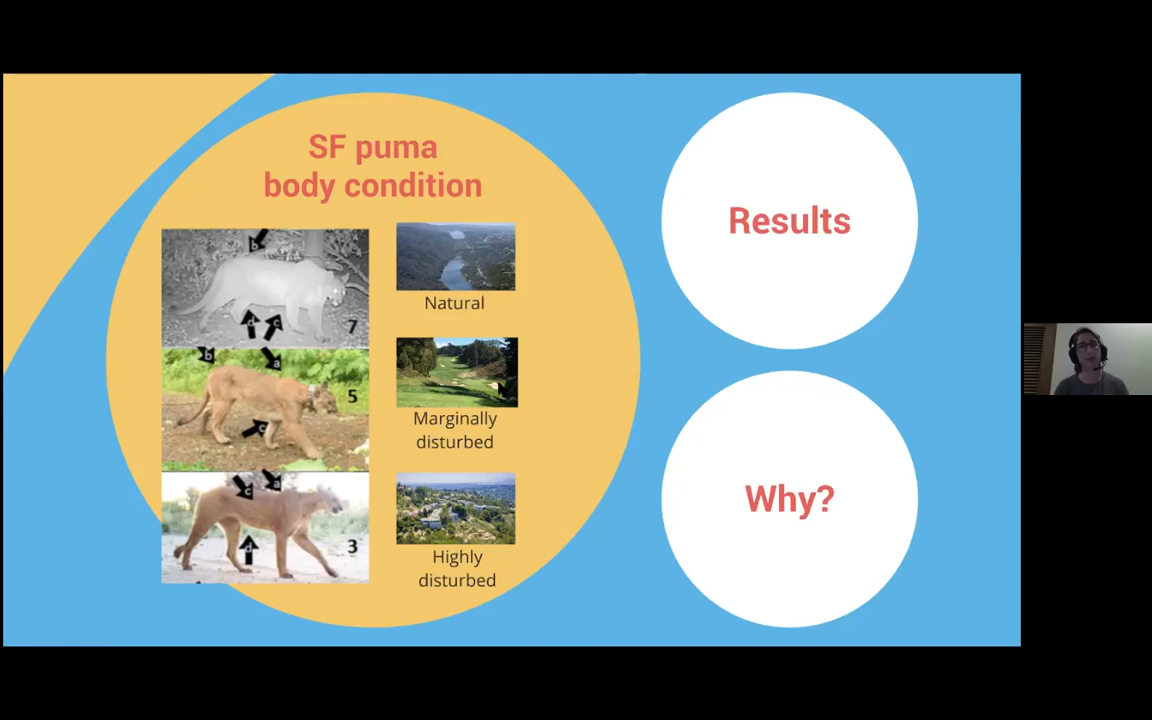 SF puma
body condition
b
d
c
7
b
a
c
5
c
a
d
3
Natural
Marginally
disturbed
Highly
disturbed
Results
Why?